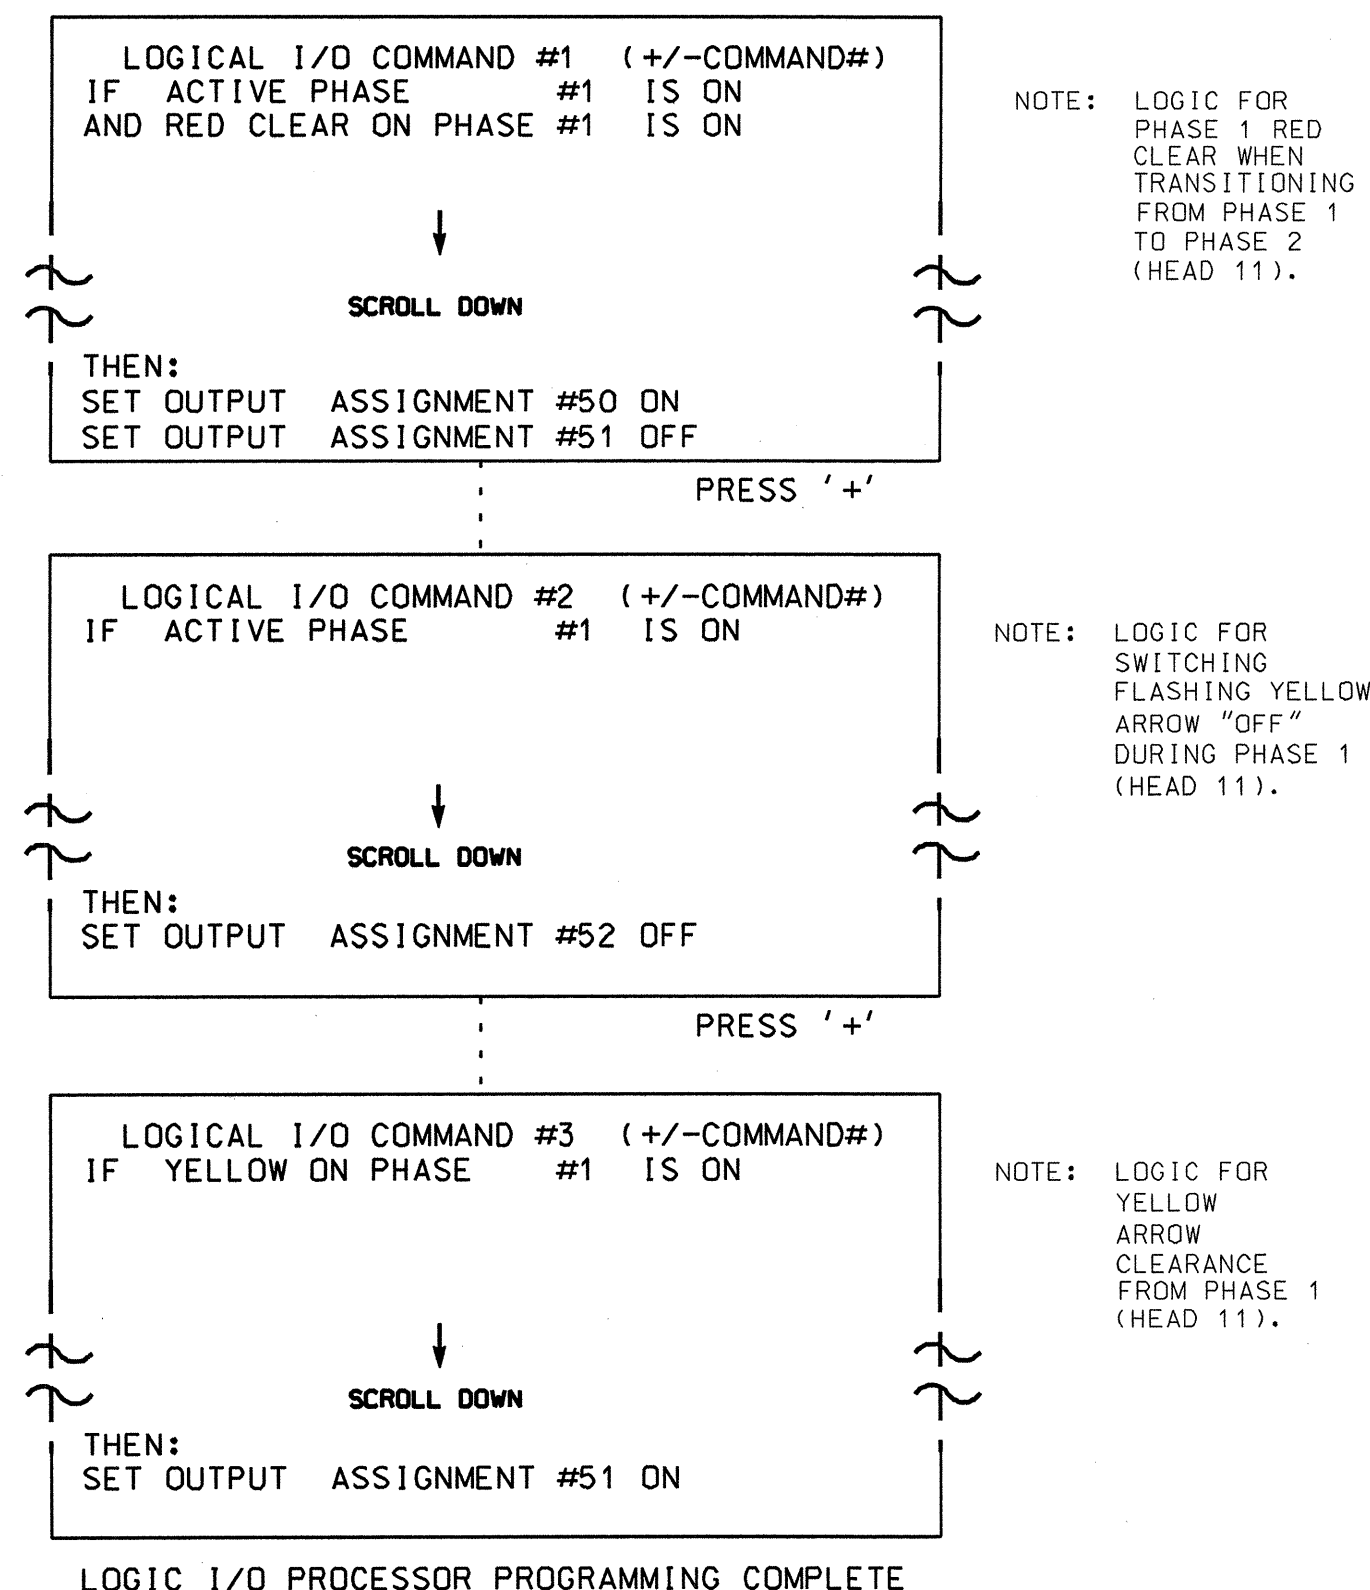 LOGICAL I/O COMMAND #1 (+/-COMMAND#)
IF ACTIVE PHASE #1 IS ON
AND RED CLEAR ON PHASE #1 IS ON
SCROLL DOWN
THEN:
SET OUTPUT ASSIGNMENT #50 ON
SET OUTPUT ASSIGNMENT #51 OFF
NOTE: LOGIC FOR
PHASE 1 RED
CLEAR WHEN
TRANSITIONING
FROM PHASE 1
TO PHASE 2
(HEAD 11).
PRESS '+'
LOGICAL I/O COMMAND #2 (+/-COMMAND#)
IF ACTIVE PHASE #1 IS ON
SCROLL DOWN
THEN:
SET OUTPUT ASSIGNMENT #52 OFF
NOTE: LOGIC FOR
SWITCHING
FLASHING YELLOW
ARROW "OFF"
DURING PHASE 1
(HEAD 11).
PRESS '+'
LOGICAL I/O COMMAND #3 (+/-COMMAND#)
IF YELLOW ON PHASE #1 IS ON
SCROLL DOWN
THEN:
SET OUTPUT ASSIGNMENT #51 ON
NOTE: LOGIC FOR
YELLOW
ARROW
CLEARANCE
FROM PHASE 1
(HEAD 11).
LOGIC I/O PROCESSOR PROGRAMMING COMPLETE